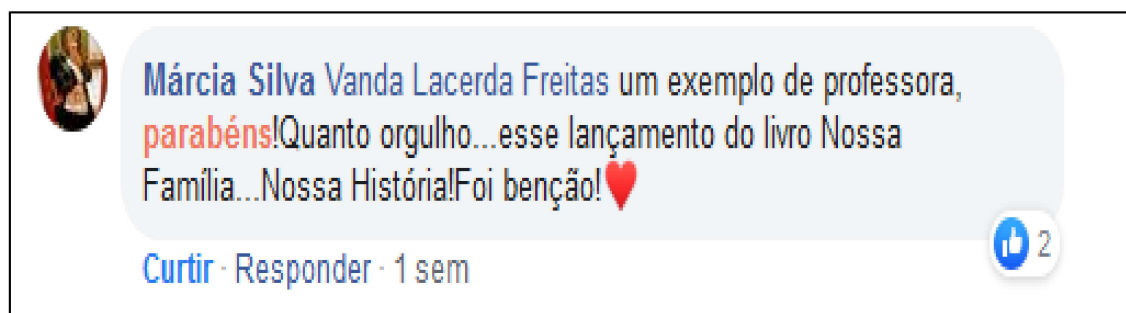 Márcia Silva Vanda Lacerda Freitas um exemplo de professora,
parabéns!Quanto orgulho...esse lançamento do livro Nossa
Família...Nossa História!Foi benção!❤️
2
Curtir · Responder · 1 sem